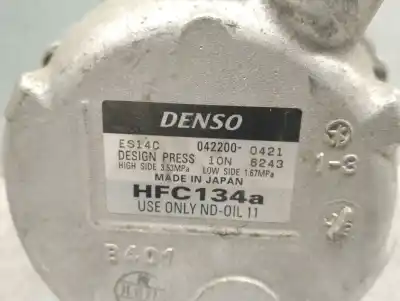 DENSO
ES14C 042200-0421
DESIGN PRESS 10N 6243
HIGH SIDE 3.53MPa LOW SIDE 1.67MPa
MADE IN JAPAN
HFC134a
USE ONLY ND-OIL 11
1-3
B401